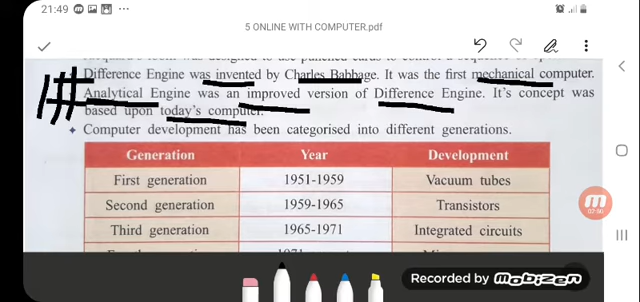 21:49
5 ONLINE WITH COMPUTER.pdf
Difference Engine was invented by Charles Babbage. It was the first mechanical computer.
Analytical Engine was an improved version of Difference Engine. It's concept was
based upon today's computer.
Computer development has been categorised into different generations.
Generation Year Development
First generation 1951-1959 Vacuum tubes
Second generation 1959-1965 Transistors
Third generation 1965-1971 Integrated circuits
02:50
Recorded by MOBIZEN